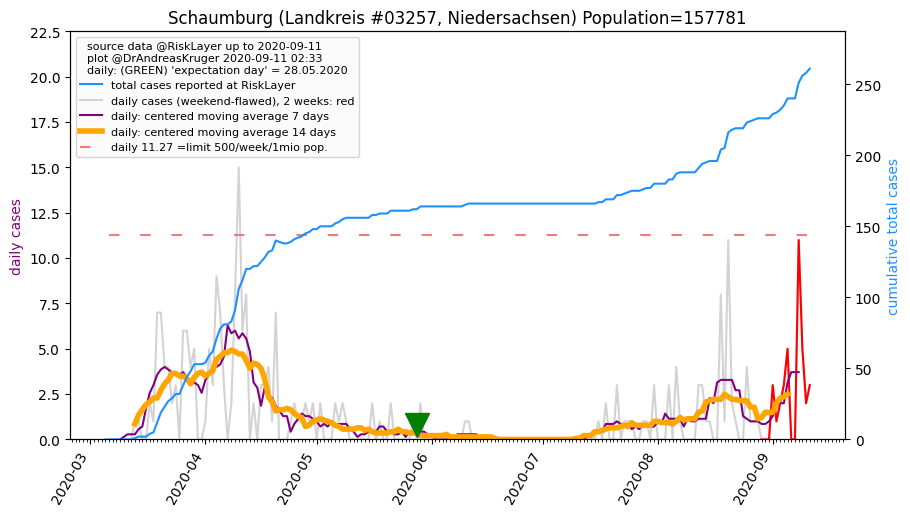 Schaumburg (Landkreis #03257, Niedersachsen) Population=157781
source data @RiskLayer up to 2020-09-11
plot @DrAndreasKruger 2020-09-11 02:33
daily: (GREEN) 'expectation day' = 28.05.2020
total cases reported at RiskLayer
daily cases (weekend-flawed), 2 weeks: red
daily: centered moving average 7 days
daily: centered moving average 14 days
daily 11.27 =limit 500/week/1mio pop.
daily cases
22.5
20.0
17.5
15.0
12.5
10.0
7.5
5.0
2.5
0.0
250
200
150
100
50
0
cumulative total cases
2020-03
2020-04
2020-05
2020-06
2020-07
2020-08
2020-09